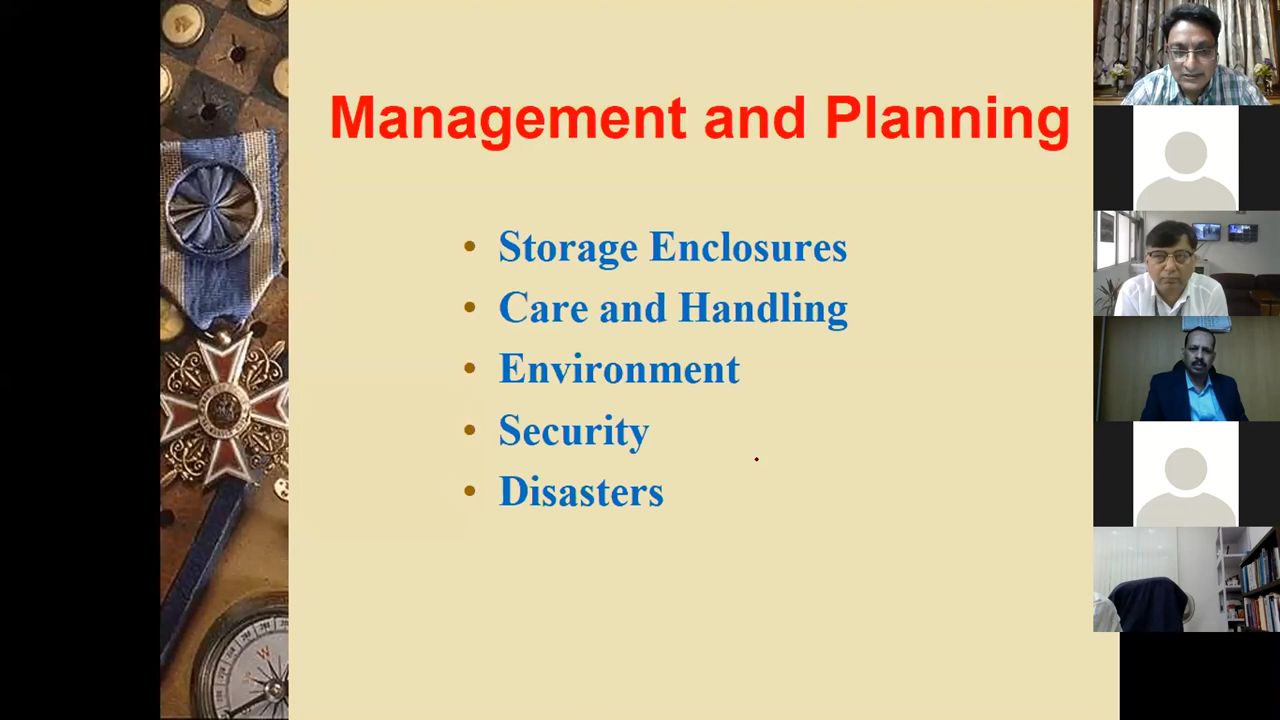 Management and Planning
• Storage Enclosures
• Care and Handling
• Environment
• Security
• Disasters